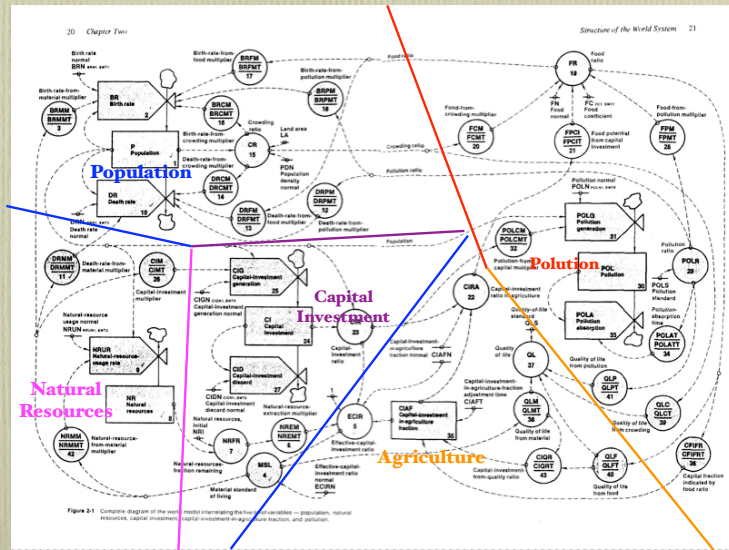 20 Chapter Two
Structure of the World System 21
Birth rate
normal
BRN
Birth-rate-from-
food multiplier
BRFM
BRFMT
17
Birth-rate-from-
pollution multiplier
BRPM
BRPMT
18
Food ratio
FR
19
Food
ratio
Birth-rate-from-
material multiplier
BRMM
BRMMT
3
BR
Birth rate
2
BRCM
BRCMT
16
Birth-rate-from-
crowding multiplier
Crowding
ratio
CR
15
Land area
LA
Food-from-
crowding multiplier
FCM
FCMT
20
FN
Food
normal
FC
Food
coefficient
FPCI
FPCIT
21
Food potential
from capital
investment
Food-from-
pollution multiplier
FPM
FPMT
28
P
Population
1
Population
Death-rate-from-
crowding multiplier
DRCM
DRCMT
14
PDN
Population
density
normal
Crowding ratio
Pollution ratio
DR
Death rate
10
DRFM
DRFMT
13
DRPM
DRPMT
12
Death rate
normal
Death-rate-from-
food multiplier
Death-rate-from-
pollution multiplier
Population
Pollution normal
POLN
POLCM
POLCMT
32
Pollution-from-
capital multiplier
POLG
Pollution
generation
31
Polution
POL
Pollution
30
Pollution
ratio
POLR
29
POLS
Pollution
standard
Pollution-
absorption
time
POLA
Pollution
absorption
33
POLAT
POLATT
34
DRMM
DRMMT
11
Death-rate-from-
material multiplier
CIM
CIMT
26
Capital-investment
multiplier
CIG
Capital-investment
generation
25
CIGN
Capital-investment
generation normal
Capital
Investment
CI
Capital
investment
24
CIR
23
Capital-
investment
ratio
CIRA
22
Capital-investment
ratio in agriculture
Natural-resource
usage normal
NRUN
NRUR
Natural-resource-
usage rate
9
CID
Capital-investment
discard
27
CIDN
Capital-investment
discard normal
Capital-investment-
in-agriculture
fraction normal
CIAFN
Quality-of-life
standard
QLS
Quality
of life
QL
37
Quality of life
from pollution
QLP
QLPT
41
QLC
QLCT
39
Quality of life
from crowding
Natural
Resources
NR
Natural
resources
8
Natural resources,
initial
NRI
Natural-resource-
extraction multiplier
NREM
NREMT
6
ECIR
5
Effective-capital-
investment ratio
Capital-investment-
in-agriculture-fraction
adjustment time
CIAFT
CIAF
Capital-investment-
in-agriculture
fraction
35
QLM
QLMT
38
Quality of life
from material
NRMM
NRMMT
42
Natural-resource-
from-material
multiplier
NRFR
7
Natural-resources-
fraction remaining
MSL
4
Material standard
of living
Effective-capital-
investment ratio
normal
ECIRN
Agriculture
Capital-investment-
from-quality ratio
CIQR
CIQRT
43
QLF
QLFT
40
Quality of life
from food
CFIFR
CFIFRT
36
Capital fraction
indicated by
food ratio
Figure 2-1 Complete diagram of the world model interrelating the five level variables — population, natural
resources, capital investment, capital-investment-in-agriculture fraction, and pollution.